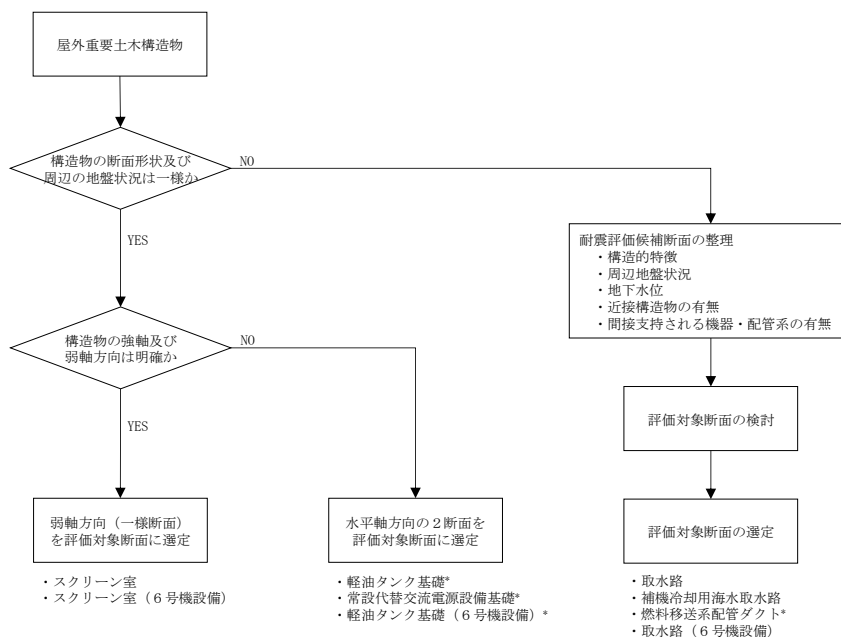 屋外重要土木構造物
構造物の断面形状及び
周辺の地盤状況は一様か
NO
YES
耐震評価候補断面の整理
・構造的特徴
・周辺地盤状況
・地下水位
・近接構造物の有無
・間接支持される機器・配管系の有無
構造物の強軸及び
弱軸方向は明確か
NO
YES
評価対象断面の検討
弱軸方向（一様断面）
を評価対象断面に選定
水平軸方向の２断面を
評価対象断面に選定
評価対象断面の選定
・スクリーン室
・スクリーン室（６号機設備）
・軽油タンク基礎*
・常設代替交流電源設備基礎*
・軽油タンク基礎（６号機設備）*
・取水路
・補機冷却用海水取水路
・燃料移送系配管ダクト*
・取水路（６号機設備）